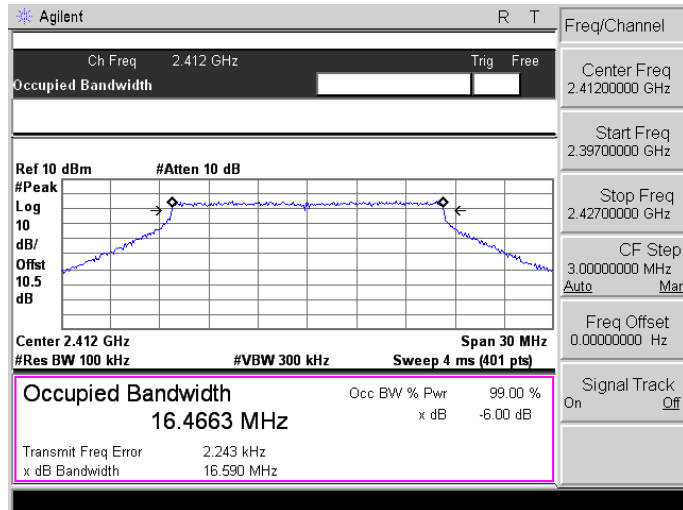 Agilent R T
Ch Freq 2.412 GHz Trig Free
Occupied Bandwidth
Ref 10 dBm #Atten 10 dB
#Peak
Log
10
dB/
Offst
10.5
dB
Center 2.412 GHz Span 30 MHz
#Res BW 100 kHz #VBW 300 kHz Sweep 4 ms (401 pts)
Occupied Bandwidth Occ BW % Pwr 99.00 %
16.4663 MHz x dB -6.00 dB
Transmit Freq Error 2.243 kHz
x dB Bandwidth 16.590 MHz
Freq/Channel
Center Freq
2.41200000 GHz
Start Freq
2.39700000 GHz
Stop Freq
2.42700000 GHz
CF Step
3.00000000 MHz
Auto Mar
Freq Offset
0.00000000 Hz
Signal Track
On Off